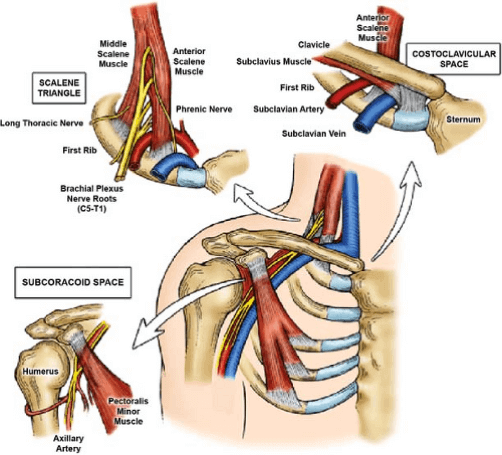 Middle
Scalene
Muscle
Anterior
Scalene
Muscle
SCALENE
TRIANGLE
Phrenic Nerve
Long Thoracic Nerve
First Rib
Brachial Plexus
Nerve Roots
(C5-T1)
Anterior
Scalene
Muscle
Clavicle
COSTOCLAVICULAR
SPACE
Subclavius Muscle
First Rib
Subclavian Artery
Sternum
Subclavian Vein
SUBCORACOID SPACE
Humerus
Pectoralis
Minor
Muscle
Axillary
Artery